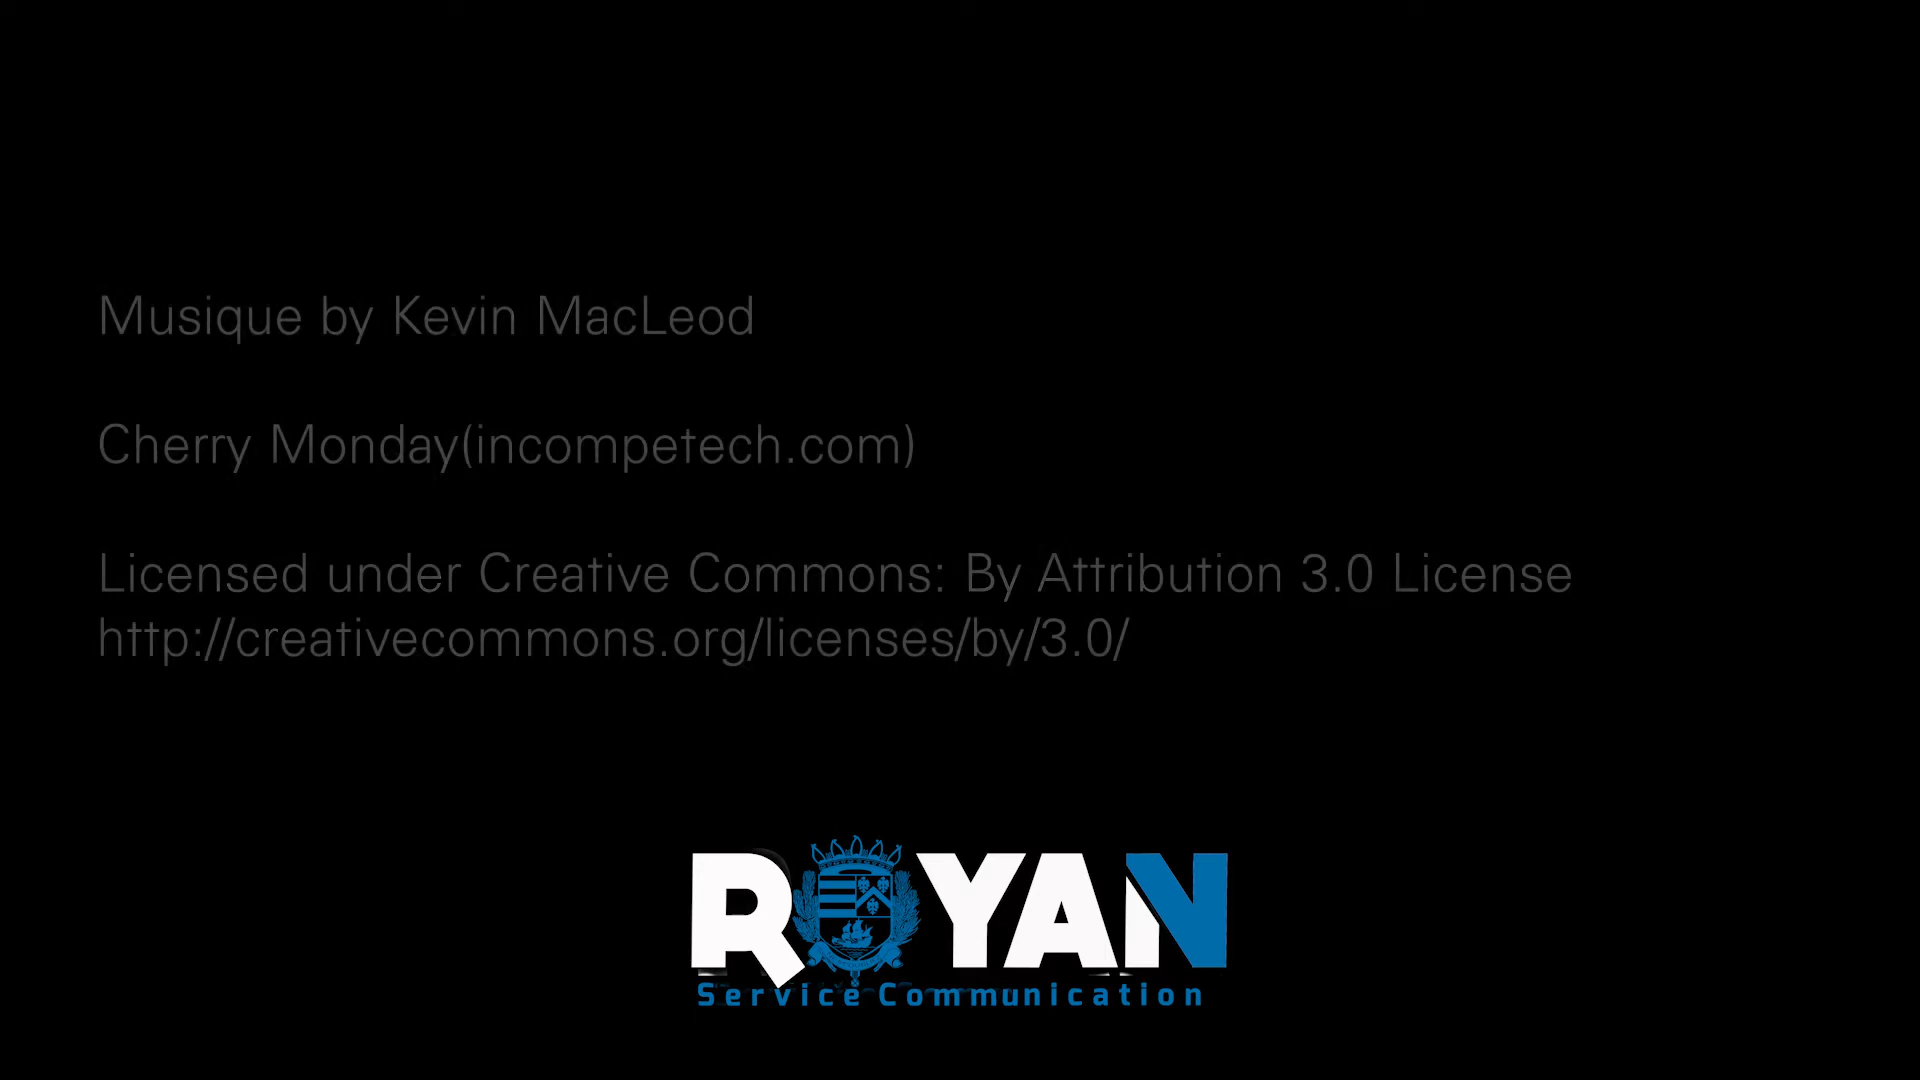 Musique by Kevin MacLeod
Cherry Monday(incompetech.com)
Licensed under Creative Commons: By Attribution 3.0 License
http://creativecommons.org/licenses/by/3.0/
ROYAN
Service Communication